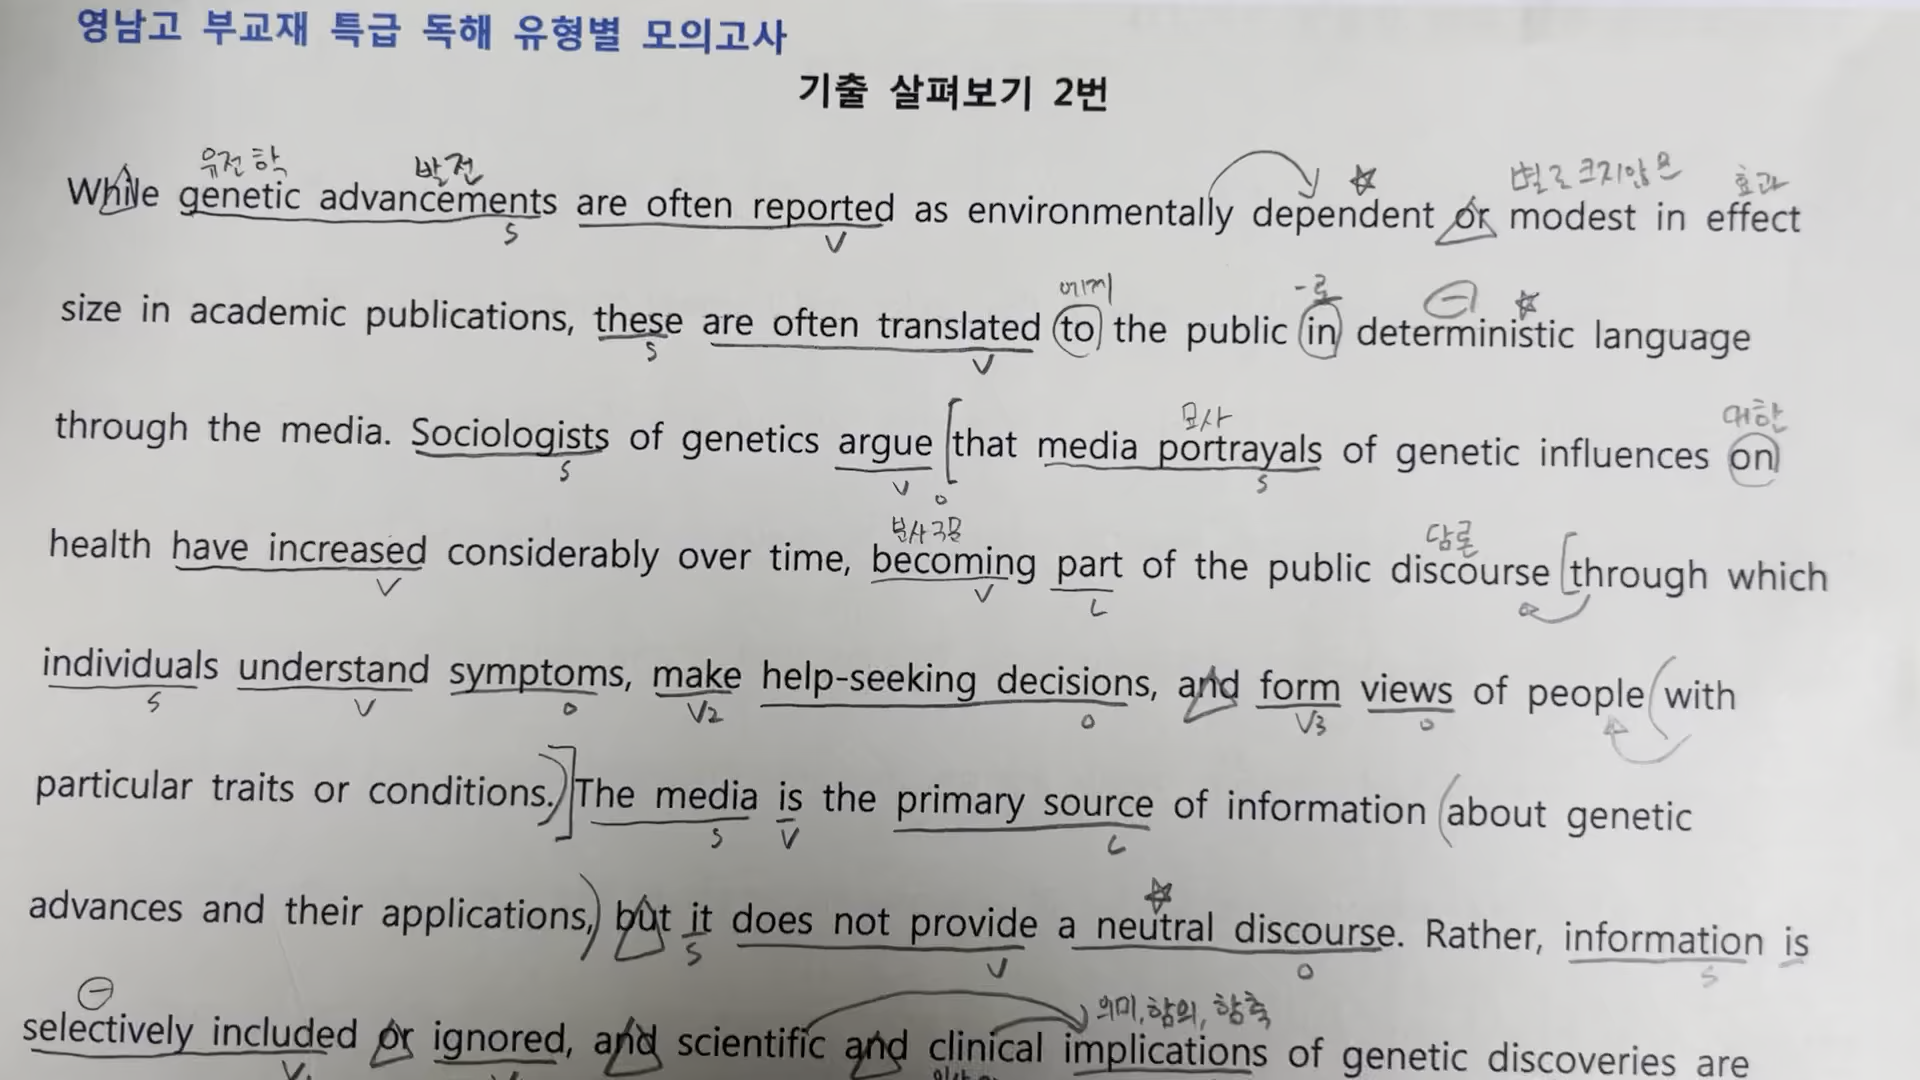 영남고 부교재 특급 독해 유형별 모의고사
기출 살펴보기 2번
유전학 발전 별로 크지않은 효과
While genetic advancements are often reported as environmentally dependent or modest in effect
S V
에게 -로
size in academic publications, these are often translated to the public in deterministic language
S V
묘사 대한
through the media. Sociologists of genetics argue that media portrayals of genetic influences on
S V O S
분사구문 담론
health have increased considerably over time, becoming part of the public discourse through which
V V C
individuals understand symptoms, make help-seeking decisions, and form views of people with
S V O V2 O V3 O
particular traits or conditions. The media is the primary source of information about genetic
S V C
advances and their applications, but it does not provide a neutral discourse. Rather, information is
S V O S
의미, 함의, 함축
selectively included or ignored, and scientific and clinical implications of genetic discoveries are